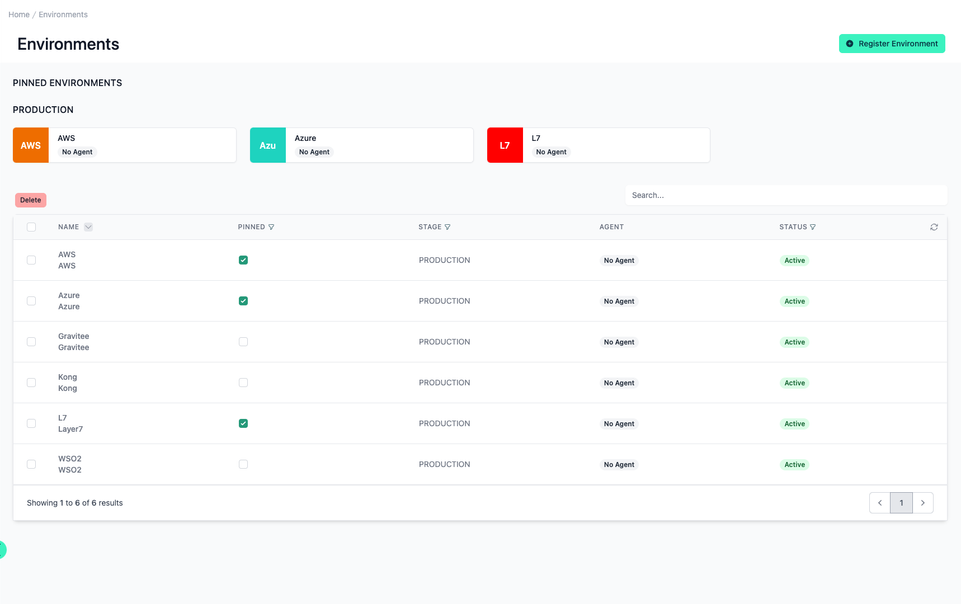 Home / Environments
Environments
Register Environment
PINNED ENVIRONMENTS
PRODUCTION
AWS AWS No Agent
Azu Azure No Agent
L7 L7 No Agent
Delete
Search...
NAME PINNED STAGE AGENT STATUS
AWS
AWS
PRODUCTION No Agent Active
Azure
Azure
PRODUCTION No Agent Active
Gravitee
Gravitee
PRODUCTION No Agent Active
Kong
Kong
PRODUCTION No Agent Active
L7
Layer7
PRODUCTION No Agent Active
WSO2
WSO2
PRODUCTION No Agent Active
Showing 1 to 6 of 6 results
1